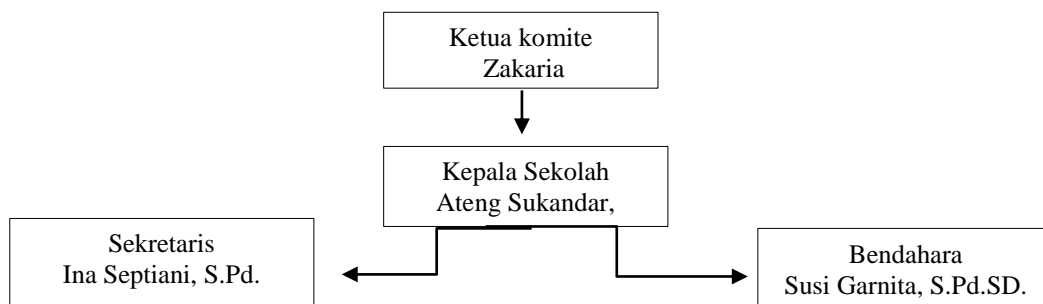 Ketua komite
Zakaria
Kepala Sekolah
Ateng Sukandar,
Sekretaris
Ina Septiani, S.Pd.
Bendahara
Susi Garnita, S.Pd.SD.